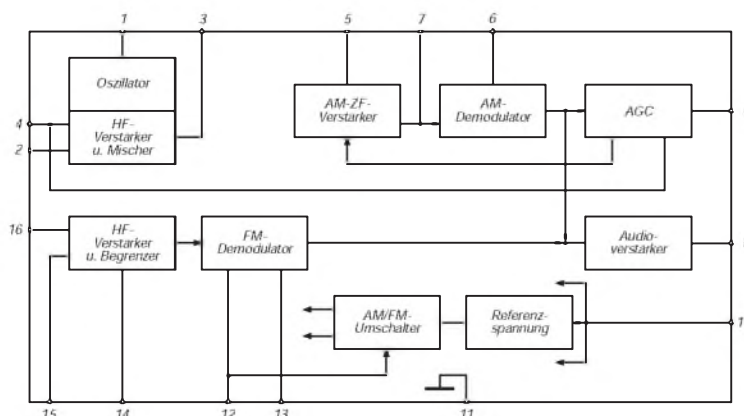 1
3
5
7
6
Oszillator
HF-
Verstärker
u. Mischer
4
2
AM-ZF-
Verstärker
AM-
Demodulator
AGC
16
HF-
Verstärker
u. Begrenzer
FM-
Demodulator
Audio-
verstärker
AM/FM-
Umschalter
Referenz-
spannung
15
14
12
13
11